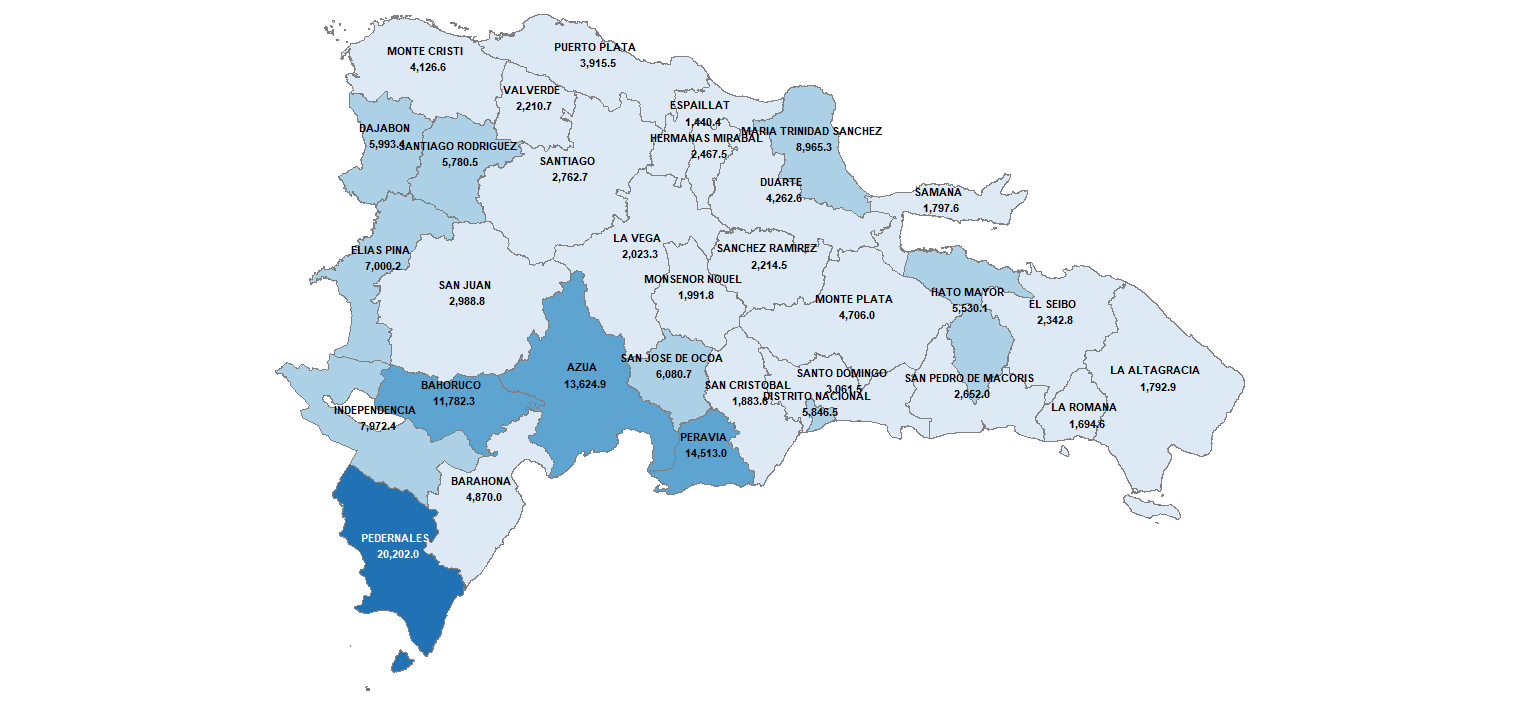 MONTE CRISTI
4,126.6
PUERTO PLATA
3,915.5
VALVERDE
2,210.7
ESPAILLAT
1,440.4
DAJABON
5,993.4
SANTIAGO RODRIGUEZ
5,780.5
HERMANAS MIRABAL
2,467.5
MARIA TRINIDAD SANCHEZ
8,965.3
SANTIAGO
2,762.7
DUARTE
4,262.6
SAMANA
1,797.6
ELIAS PINA
7,000.2
LA VEGA
2,023.3
SANCHEZ RAMIREZ
2,214.5
SAN JUAN
2,988.8
MONSENOR NOUEL
1,991.8
MONTE PLATA
4,706.0
HATO MAYOR
5,530.1
EL SEIBO
2,342.8
AZUA
13,624.9
SAN JOSE DE OCOA
6,080.7
SANTO DOMINGO
3,061.5
SAN PEDRO DE MACORIS
2,652.0
LA ALTAGRACIA
1,792.9
BAHORUCO
11,782.3
SAN CRISTOBAL
1,883.6
DISTRITO NACIONAL
5,846.5
INDEPENDENCIA
7,972.4
LA ROMANA
1,694.6
PERAVIA
14,513.0
BARAHONA
4,870.0
PEDERNALES
20,202.0